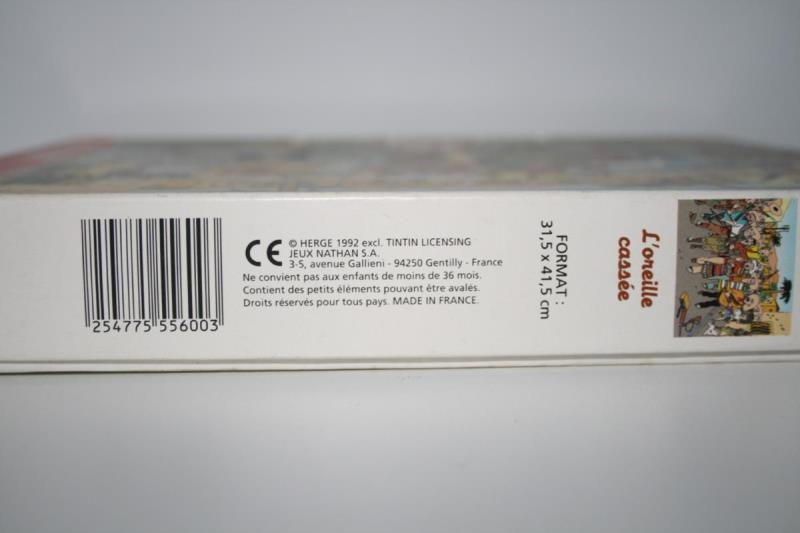 254775 556003
CE © HERGE 1992 excl. TINTIN LICENSING
JEUX NATHAN S.A.
3-5, avenue Gallieni - 94250 Gentilly - France
Ne convient pas aux enfants de moins de 36 mois.
Contient des petits éléments pouvant être avalés.
Droits réservés pour tous pays. MADE IN FRANCE.
FORMAT :
31,5 x 41,5 cm
L'oreille
cassée